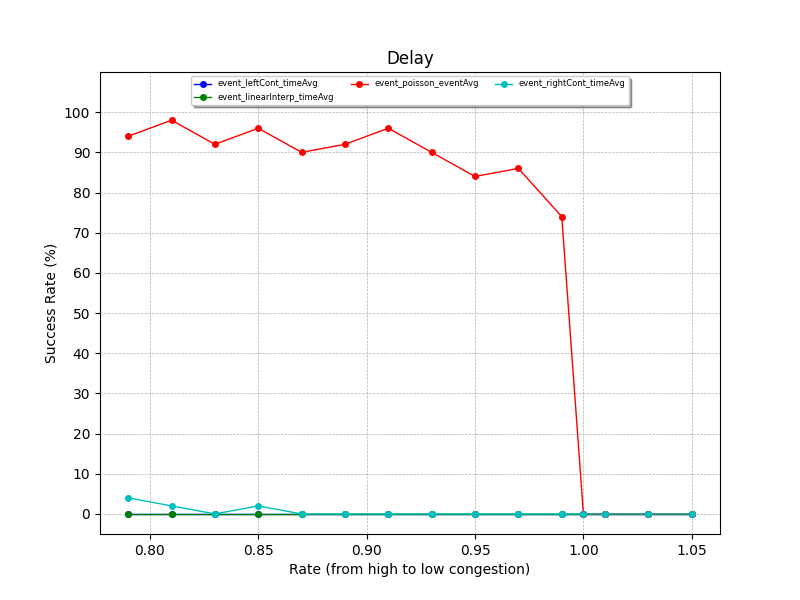 Delay
event_leftCont_timeAvg
event_linearInterp_timeAvg
event_poisson_eventAvg
event_rightCont_timeAvg
Success Rate (%)
100
90
80
70
60
50
40
30
20
10
0
0.80 0.85 0.90 0.95 1.00 1.05
Rate (from high to low congestion)